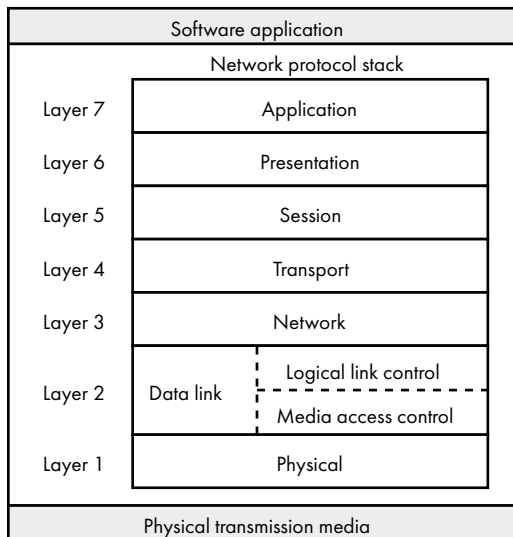 Software application
Network protocol stack
Layer 7 Application
Layer 6 Presentation
Layer 5 Session
Layer 4 Transport
Layer 3 Network
Layer 2 Data link
Logical link control
Media access control
Layer 1 Physical
Physical transmission media